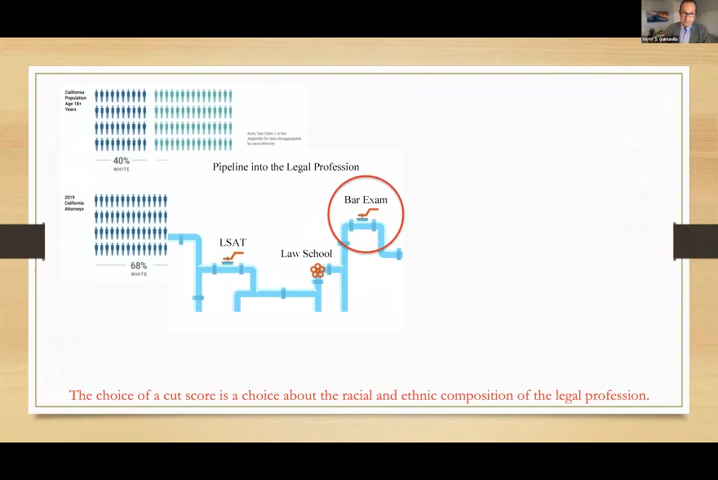 Victor D. Quintanilla
California
Population
Age 18+
Years
Note: See Table 1 in the
Appendix for data disaggregated
by race/ethnicity
40%
WHITE
Pipeline into the Legal Profession
Bar Exam
2019
California
Attorneys
LSAT
Law School
68%
WHITE
The choice of a cut score is a choice about the racial and ethnic composition of the legal profession.